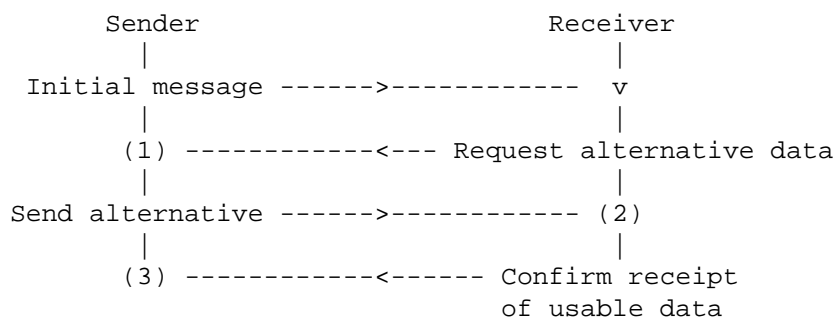 Sender Receiver
| |
Initial message ------>------------ v
| |
(1) ------------<--- Request alternative data
| |
Send alternative ------>------------ (2)
| |
(3) ------------<------ Confirm receipt
of usable data